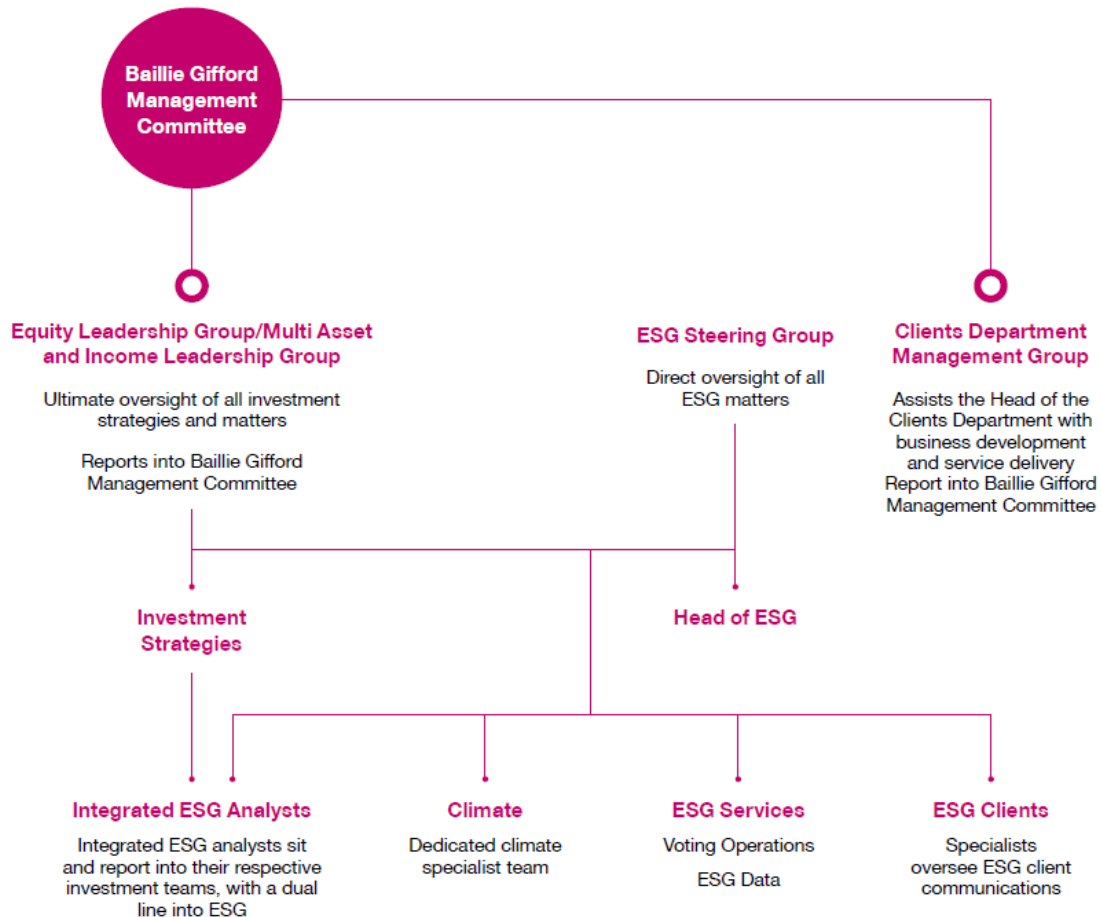 Baillie Gifford
Management
Committee
Equity Leadership Group/Multi Asset
and Income Leadership Group
Ultimate oversight of all investment
strategies and matters
Reports into Baillie Gifford
Management Committee
ESG Steering Group
Direct oversight of all
ESG matters
Clients Department
Management Group
Assists the Head of the
Clients Department with
business development
and service delivery
Report into Baillie Gifford
Management Committee
Investment
Strategies
Head of ESG
Integrated ESG Analysts
Integrated ESG analysts sit
and report into their respective
investment teams, with a dual
line into ESG
Climate
Dedicated climate
specialist team
ESG Services
Voting Operations
ESG Data
ESG Clients
Specialists
oversee ESG client
communications